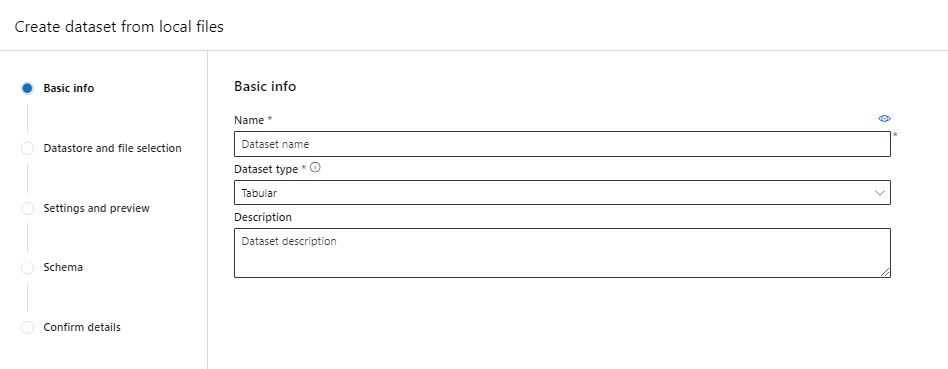 Create dataset from local files
Basic info
Datastore and file selection
Settings and preview
Schema
Confirm details
Basic info
Name *
Dataset name
*
Dataset type *
Tabular
Description
Dataset description